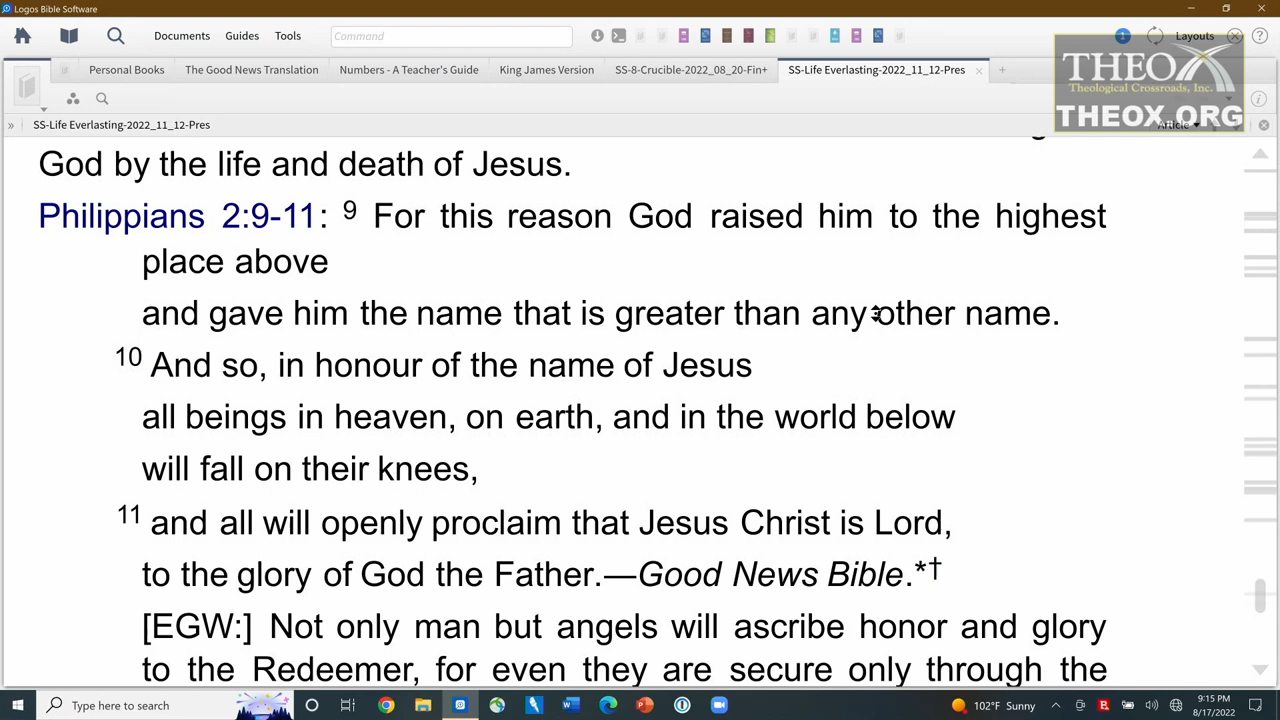 Logos Bible Software
Documents Guides Tools Command 1 Layouts
Personal Books The Good News Translation Numbers - A Teacher's Guide King James Version SS-8-Crucible-2022_08_20-Fin+ SS-Life Everlasting-2022_11_12-Pres
THEOX
Theological Crossroads, Inc.
THEOX.ORG
SS-Life Everlasting-2022_11_12-Pres Article
God by the life and death of Jesus.
Philippians 2:9-11: 9 For this reason God raised him to the highest
place above
and gave him the name that is greater than any other name.
10 And so, in honour of the name of Jesus
all beings in heaven, on earth, and in the world below
will fall on their knees,
11 and all will openly proclaim that Jesus Christ is Lord,
to the glory of God the Father.—Good News Bible.*†
[EGW:] Not only man but angels will ascribe honor and glory
to the Redeemer, for even they are secure only through the
Type here to search 102°F Sunny 9:15 PM
8/17/2022